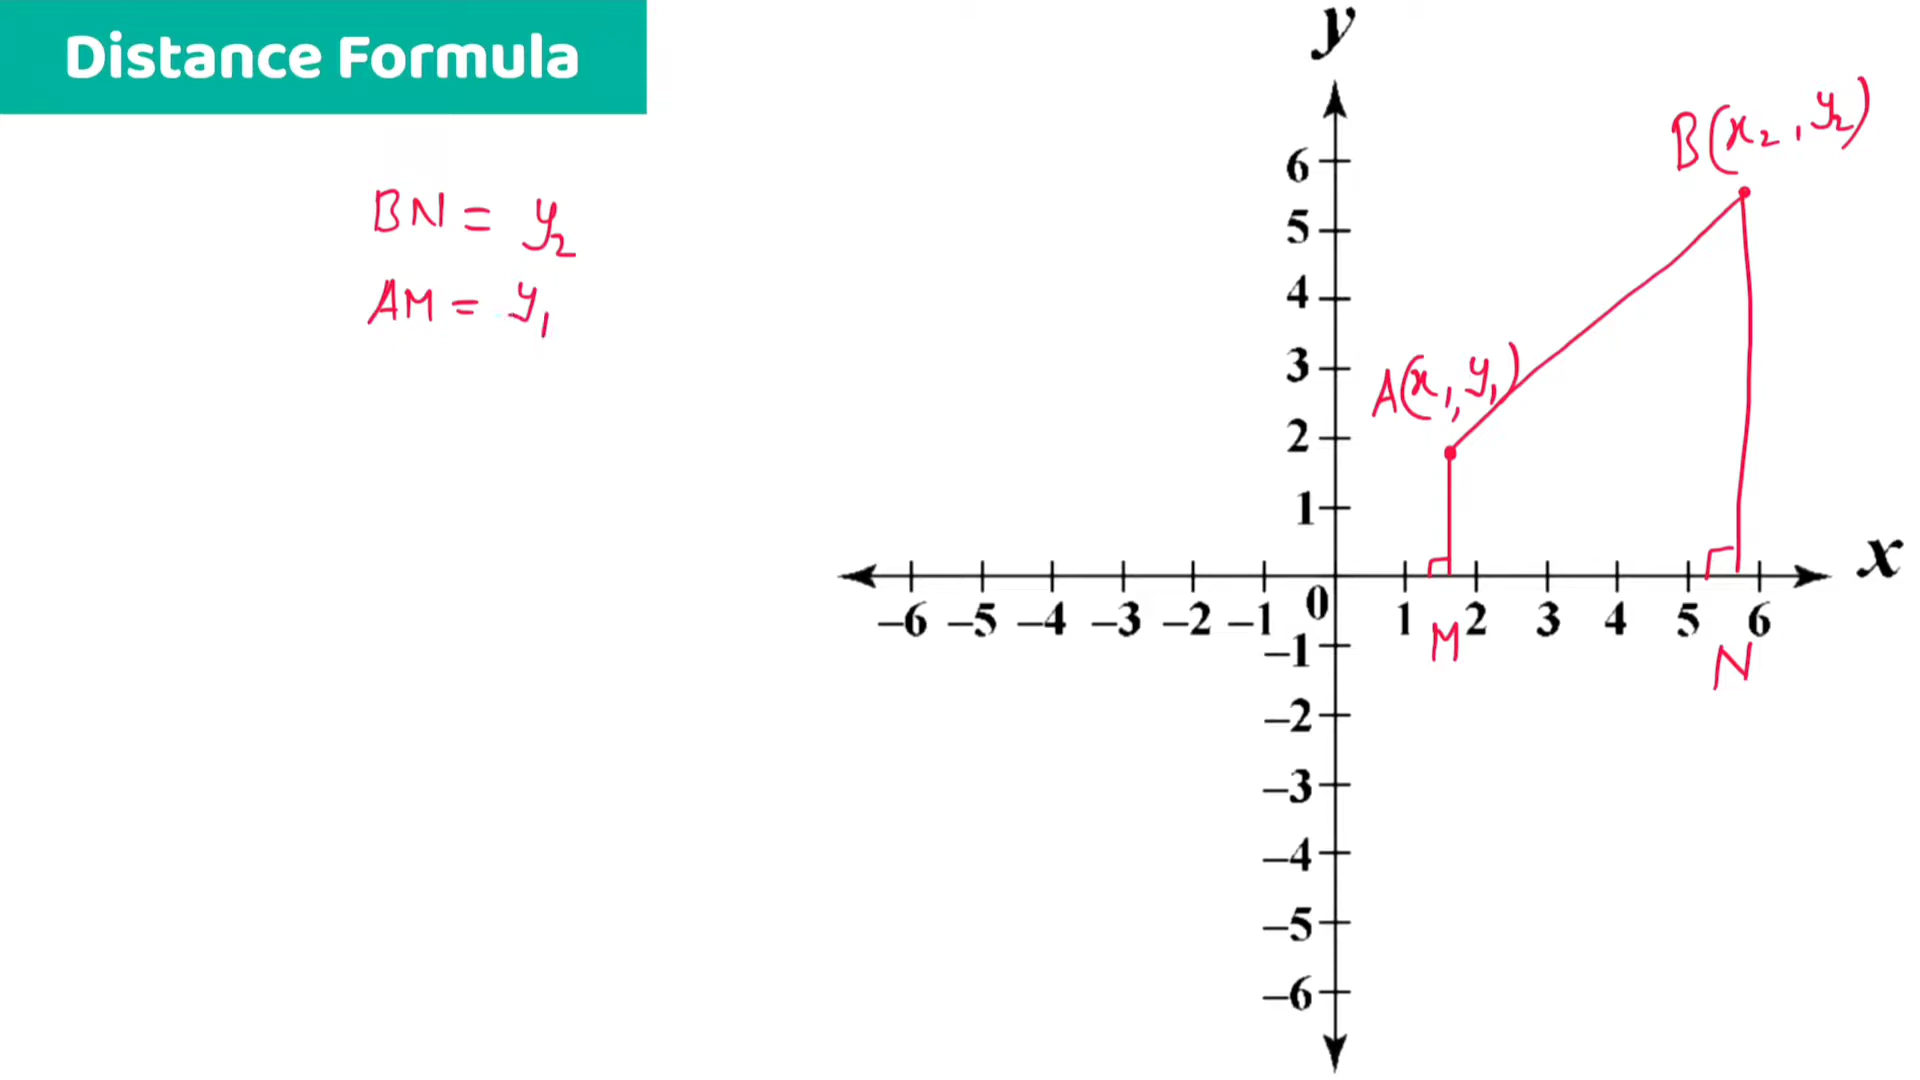 Distance Formula
BN = y₂
AM = y₁
y
B(x₂, y₂)
6
5
4
3
A(x₁, y₁)
2
1
x
–6 –5 –4 –3 –2 –1 0 1 2 3 4 5 6
M N
–1
–2
–3
–4
–5
–6